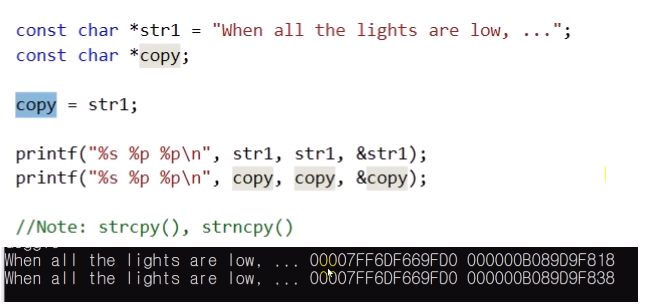 const char *str1 = "When all the lights are low, ...";
const char *copy;
copy = str1;
printf("%s %p %p\n", str1, str1, &str1);
printf("%s %p %p\n", copy, copy, &copy);
//Note: strcpy(), strncpy()
When all the lights are low, ... 00007FF6DF669FD0 000000B089D9F818
When all the lights are low, ... 00007FF6DF669FD0 000000B089D9F838